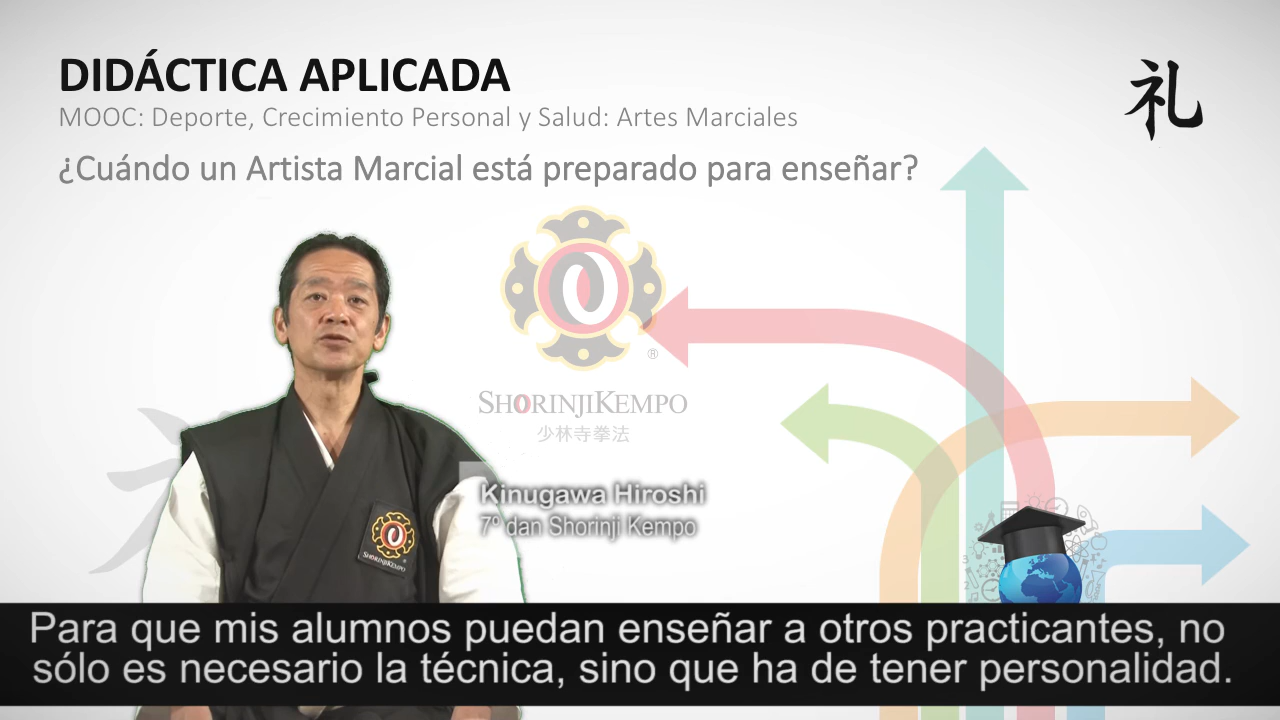 DIDÁCTICA APLICADA
礼
MOOC: Deporte, Crecimiento Personal y Salud: Artes Marciales
¿Cuándo un Artista Marcial está preparado para enseñar?
®
SHORINJIKEMPO
少林寺拳法
Kinugawa Hiroshi
7º dan Shorinji Kempo
SHORINJIKEMPO
Para que mis alumnos puedan enseñar a otros practicantes, no
sólo es necesario la técnica, sino que ha de tener personalidad.